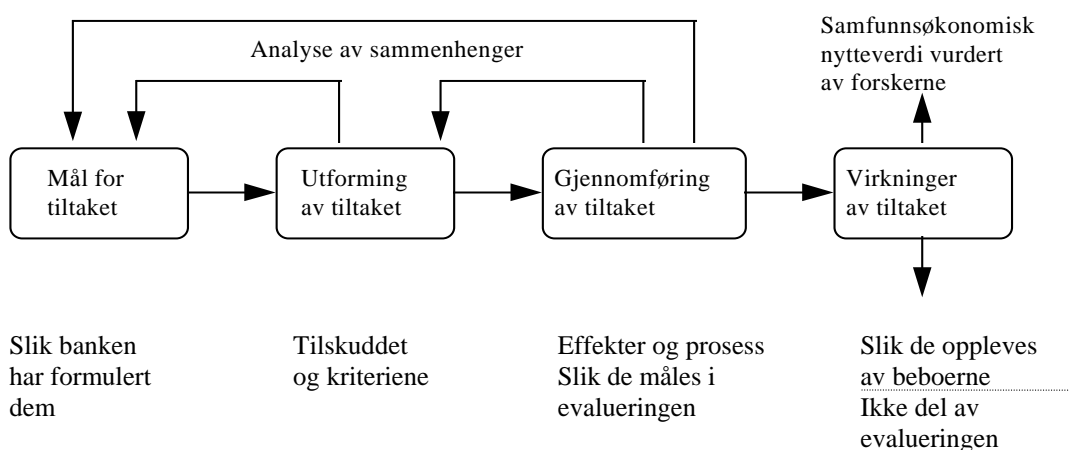 Samfunnsøkonomisk
nytteverdi vurdert
av forskerne
Analyse av sammenhenger
Mål for
tiltaket
Utforming
av tiltaket
Gjennomføring
av tiltaket
Virkninger
av tiltaket
Slik banken
har formulert
dem
Tilskuddet
og kriteriene
Effekter og prosess
Slik de måles i
evalueringen
Slik de oppleves
av beboerne
Ikke del av
evalueringen